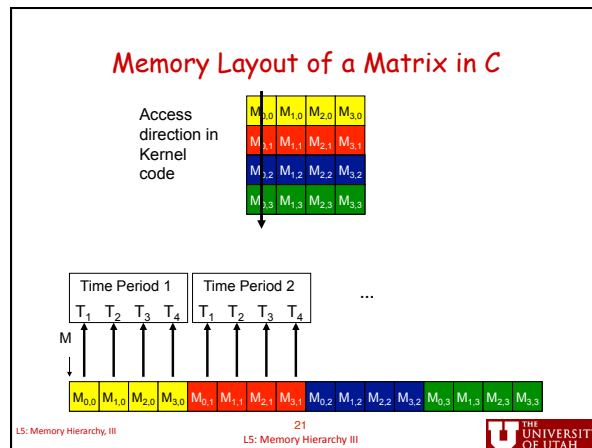 Memory Layout of a Matrix in C
Access
direction in
Kernel
code
M0,0 M1,0 M2,0 M3,0
M0,1 M1,1 M2,1 M3,1
M0,2 M1,2 M2,2 M3,2
M0,3 M1,3 M2,3 M3,3
Time Period 1 Time Period 2 ...
T1 T2 T3 T4 T1 T2 T3 T4
M
M0,0 M1,0 M2,0 M3,0 M0,1 M1,1 M2,1 M3,1 M0,2 M1,2 M2,2 M3,2 M0,3 M1,3 M2,3 M3,3
L5: Memory Hierarchy, III
21
L5: Memory Hierarchy III
U THE
UNIVERSITY
OF UTAH